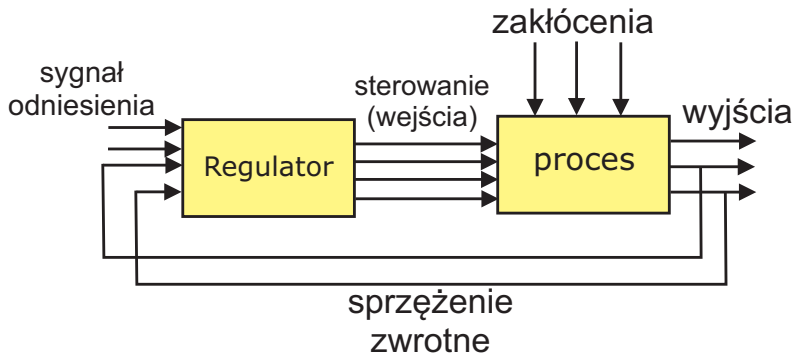 zakłócenia
sygnał
odniesienia
sterowanie
(wejścia)
wyjścia
Regulator
proces
sprzężenie
zwrotne